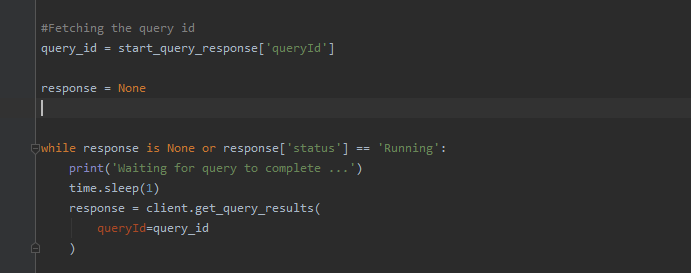 #Fetching the query id
query_id = start_query_response['queryId']
response = None
while response is None or response['status'] == 'Running':
    print('Waiting for query to complete ...')
    time.sleep(1)
    response = client.get_query_results(
        queryId=query_id
    )